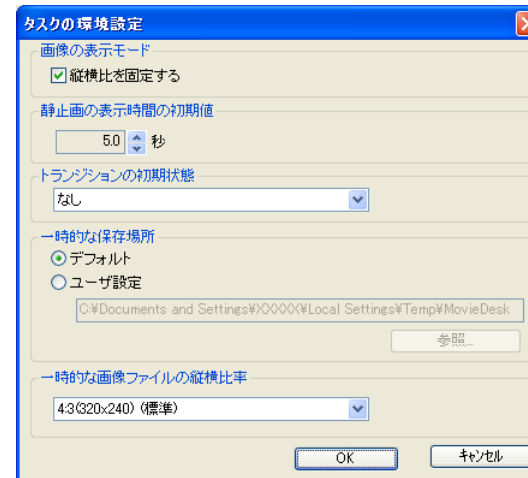 タスクの環境設定
画像の表示モード
縦横比を固定する
静止画の表示時間の初期値
5.0 秒
トランジションの初期状態
なし
一時的な保存場所
デフォルト
ユーザ設定
C:¥Documents and Settings¥XXXXX¥Local Settings¥Temp¥MovieDesk
参照...
一時的な画像ファイルの縦横比率
4:3(320x240) (標準)
OK キャンセル